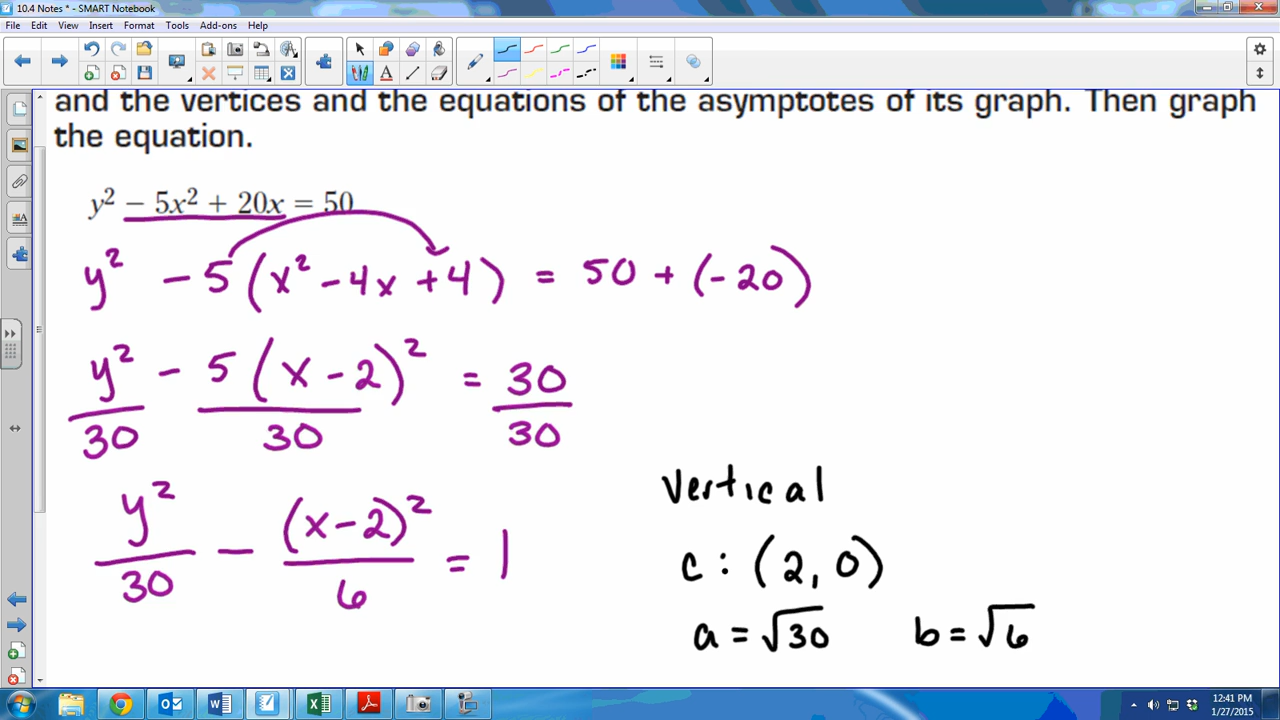 10.4 Notes * - SMART Notebook
File Edit View Insert Format Tools Add-ons Help
and the vertices and the equations of the asymptotes of its graph. Then graph
the equation.
y² − 5x² + 20x = 50
y² − 5(x² − 4x + 4) = 50 + (−20)
y²/30 − 5(x − 2)²/30 = 30/30
y²/30 − (x − 2)²/6 = 1
Vertical
c : (2, 0)
a = √30 b = √6
12:41 PM
1/27/2015